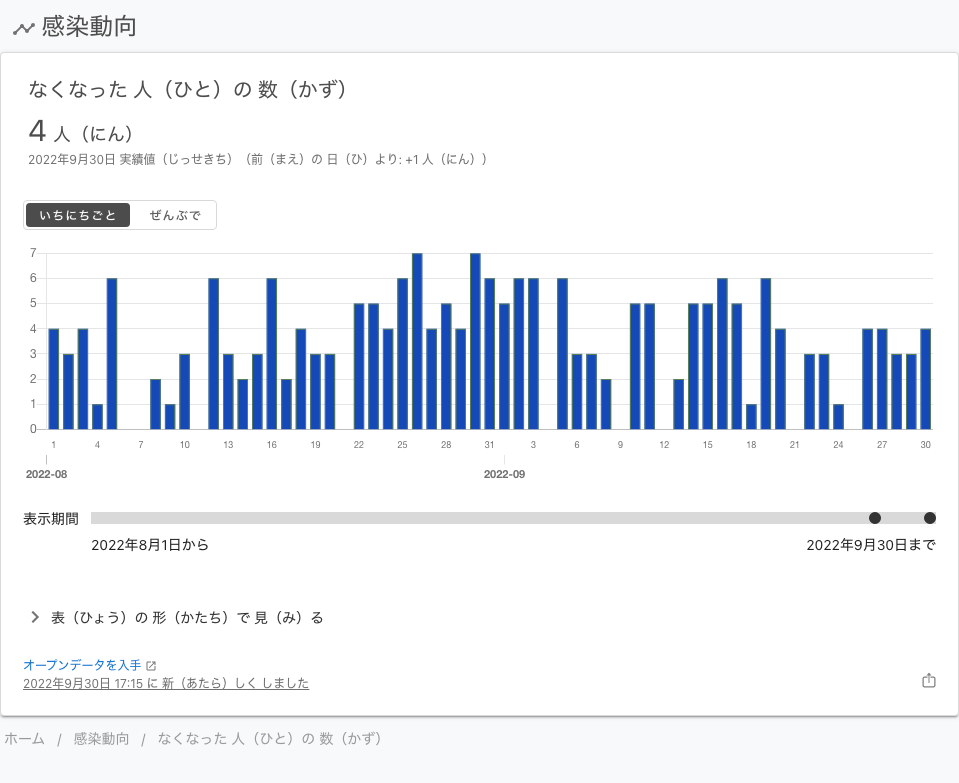 感染動向
なくなった 人（ひと）の 数（かず）
4 人（にん）
2022年9月30日 実績値（じっせきち）（前（まえ）の 日（ひ）より: +1 人（にん））
いちにちごと ぜんぶで
7
6
5
4
3
2
1
0
1 4 7 10 13 16 19 22 25 28 31 3 6 9 12 15 18 21 24 27 30
2022-08 2022-09
表示期間
2022年8月1日から 2022年9月30日まで
表（ひょう）の 形（かたち）で 見（み）る
オープンデータを入手
2022年9月30日 17:15 に 新（あたら）しく しました
ホーム / 感染動向 / なくなった 人（ひと）の 数（かず）